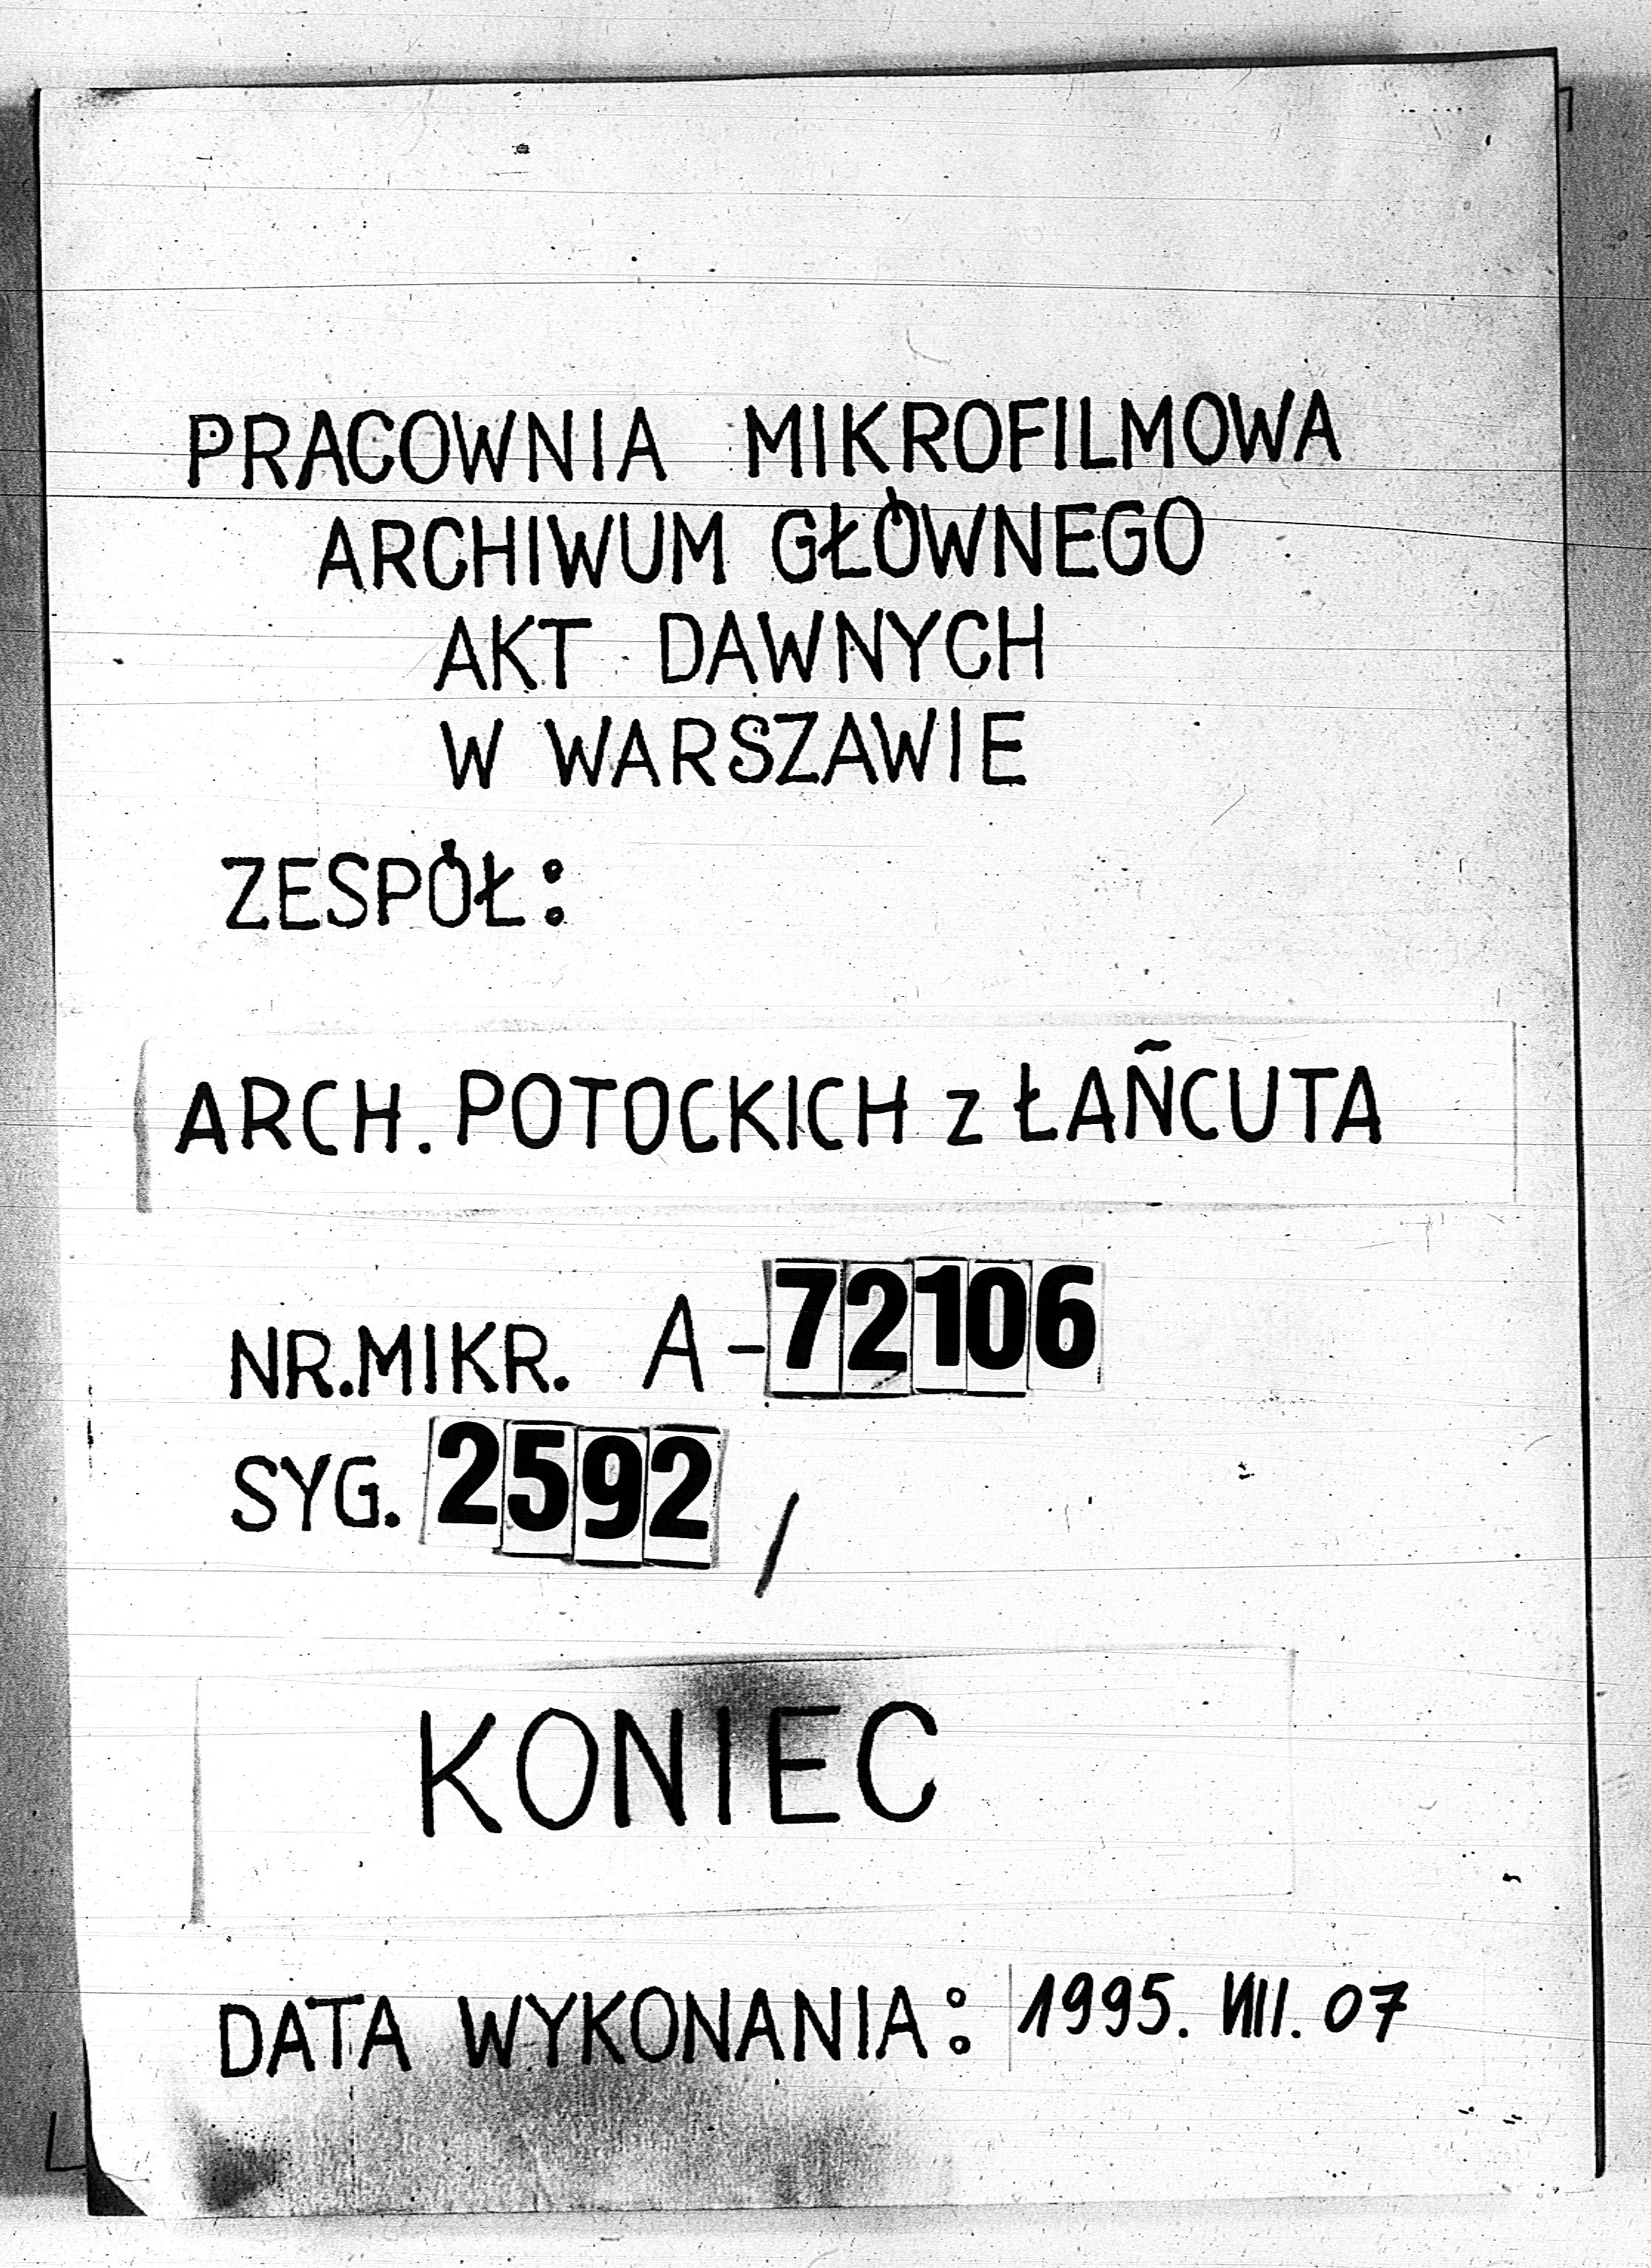 PRACOWNIA MIKROFILMOWA
ARCHIWUM GŁÓWNEGO
AKT DAWNYCH
W WARSZAWIE
ZESPÓŁ:
ARCH. POTOCKICH z ŁAŃCUTA
NR.MIKR. A-72106
SYG. 2592/
KONIEC
DATA WYKONANIA: 1995. VIII. 07